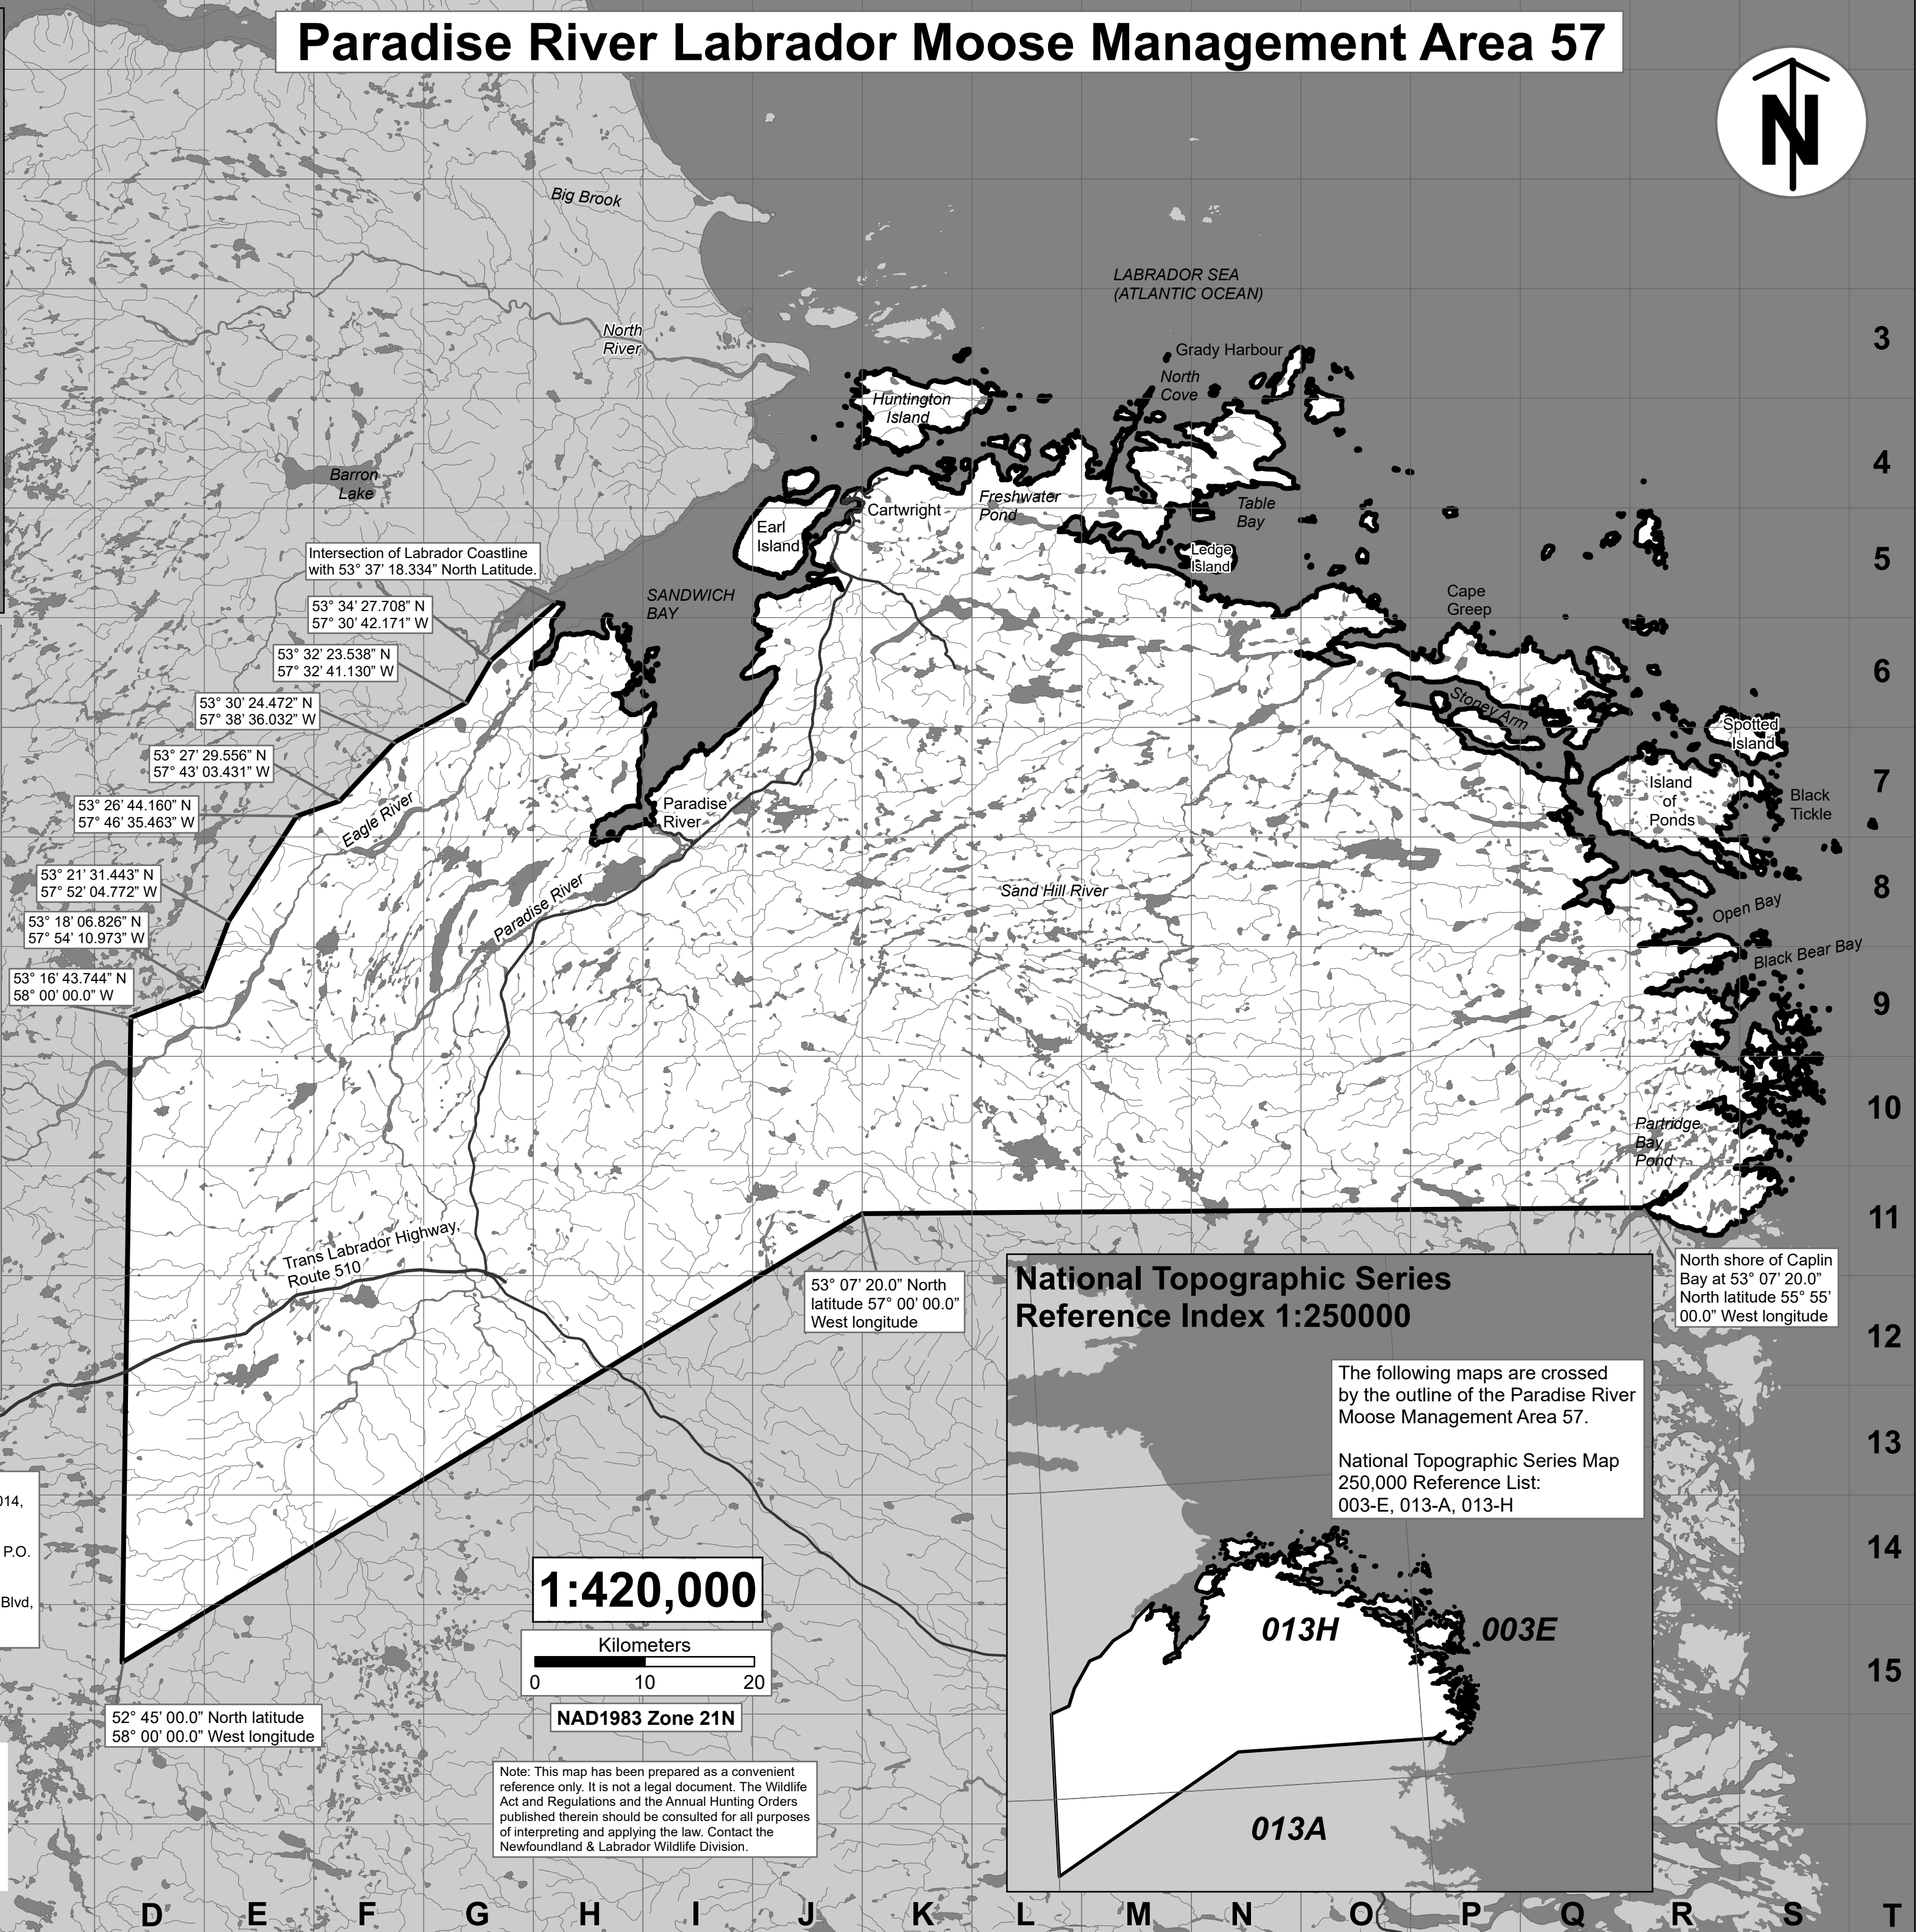 Paradise River Labrador Moose Management Area 57
N
Big Brook
LABRADOR SEA
(ATLANTIC OCEAN)
North
River
3
Grady Harbour
North
Cove
Huntington
Island
Barron
Lake
4
Freshwater
Pond
Cartwright
Table
Bay
Earl
Island
Ledge
Island
5
Intersection of Labrador Coastline
with 53° 37’ 18.334” North Latitude.
SANDWICH
BAY
Cape
Greep
53° 34’ 27.708” N
57° 30’ 42.171” W
53° 32’ 23.538” N
57° 32’ 41.130” W
6
Stoney Arm
53° 30’ 24.472” N
57° 38’ 36.032” W
Spotted
Island
53° 27’ 29.556” N
57° 43’ 03.431” W
Island
of
Ponds
7
Black
Tickle
53° 26’ 44.160” N
57° 46’ 35.463” W
Eagle River
Paradise
River
53° 21’ 31.443” N
57° 52’ 04.772” W
Paradise River
Sand Hill River
8
Open Bay
53° 18’ 06.826” N
57° 54’ 10.973” W
Black Bear Bay
53° 16’ 43.744” N
58° 00’ 00.0” W
9
10
Partridge
Bay
Pond
11
Trans Labrador Highway,
Route 510
53° 07’ 20.0” North
latitude 57° 00’ 00.0”
West longitude
North shore of Caplin
Bay at 53° 07’ 20.0”
North latitude 55° 55’
00.0” West longitude
National Topographic Series
Reference Index 1:250000
12
The following maps are crossed
by the outline of the Paradise River
Moose Management Area 57.
National Topographic Series Map
250,000 Reference List:
003-E, 013-A, 013-H
13
014,
P.O.
Blvd,
14
1:420,000
Kilometers
0 10 20
NAD1983 Zone 21N
013H
003E
15
52° 45’ 00.0” North latitude
58° 00’ 00.0” West longitude
Note: This map has been prepared as a convenient
reference only. It is not a legal document. The Wildlife
Act and Regulations and the Annual Hunting Orders
published therein should be consulted for all purposes
of interpreting and applying the law. Contact the
Newfoundland & Labrador Wildlife Division.
013A
D E F G H I J K L M N O P Q R S T